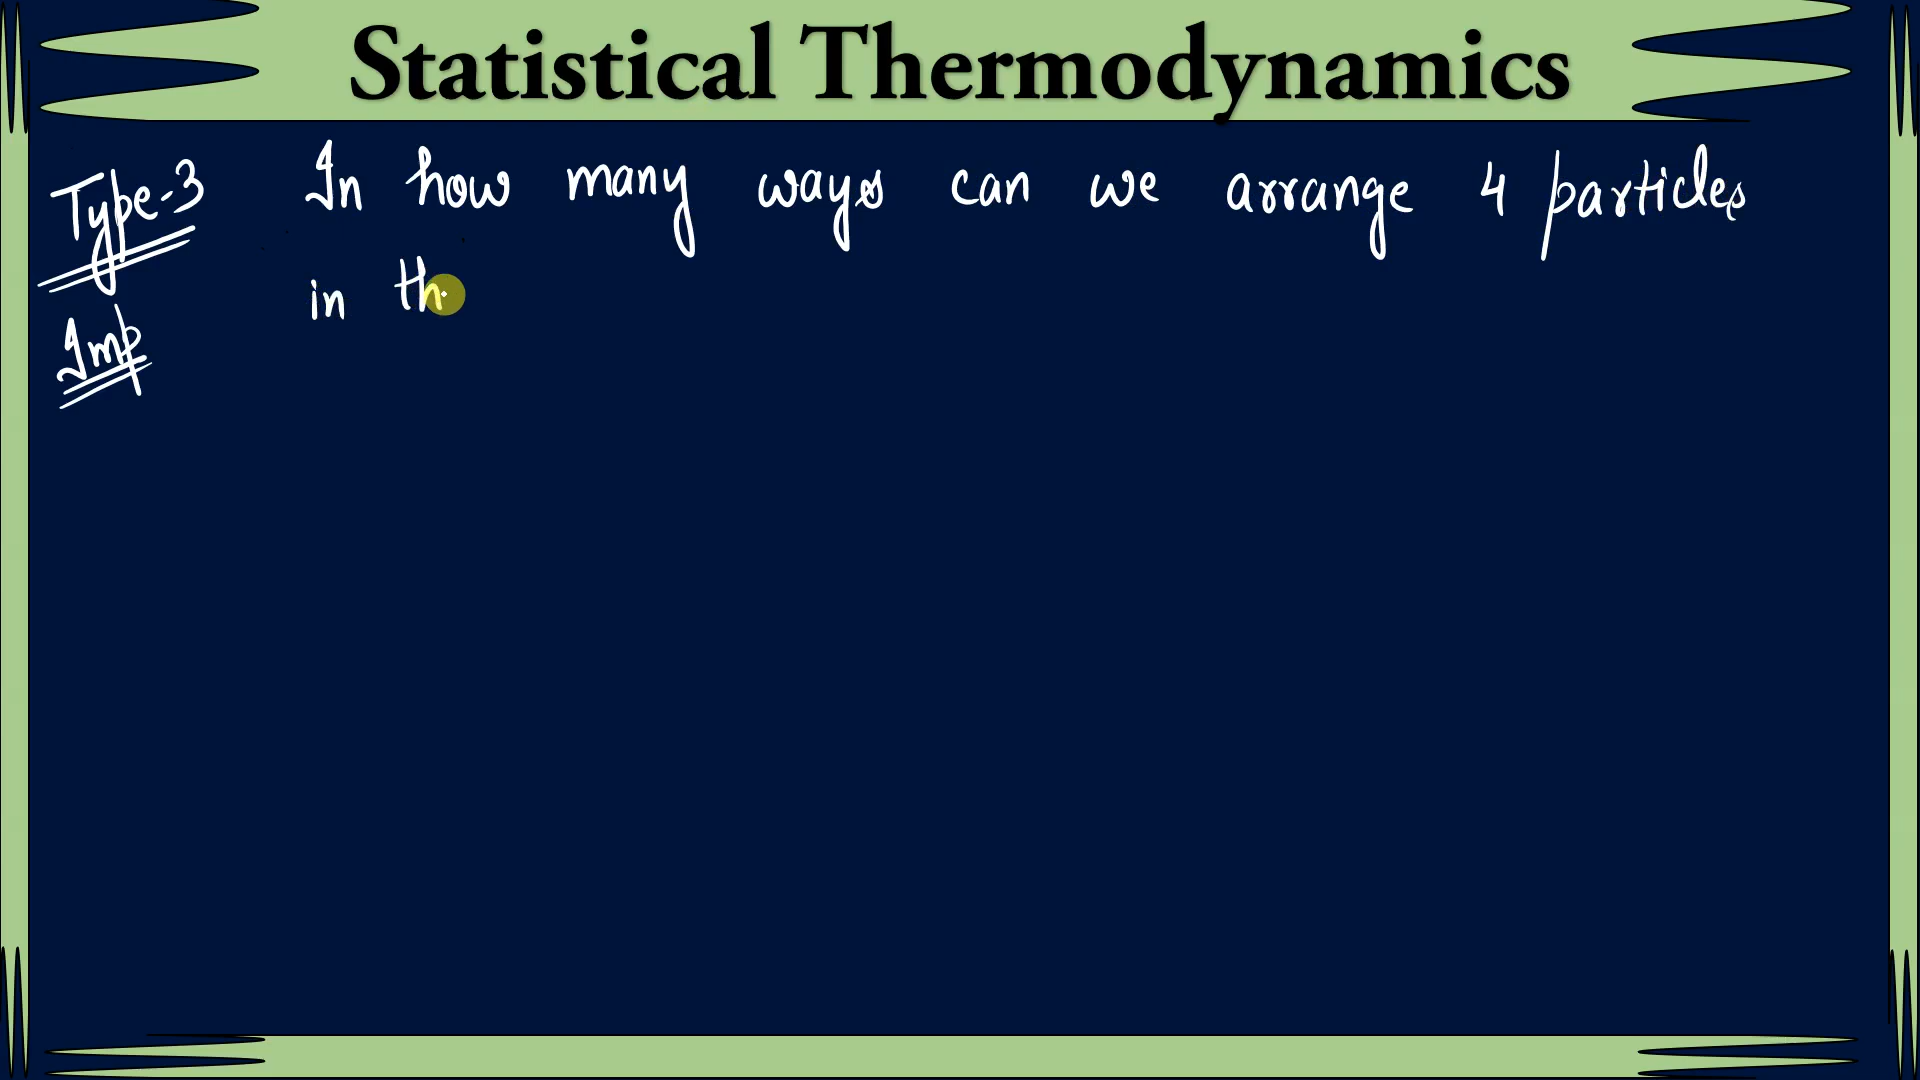 Statistical Thermodynamics
Type-3 In how many ways can we arrange 4 particles
in th
Imp